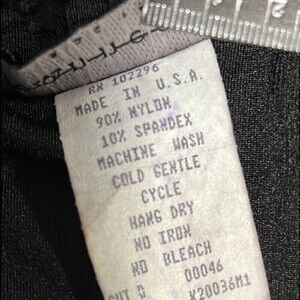 RN 102296
MADE IN U.S.A.
90% NYLON
10% SPANDEX
MACHINE WASH
COLD GENTLE
CYCLE
HANG DRY
NO IRON
NO BLEACH
00046
K20036M1